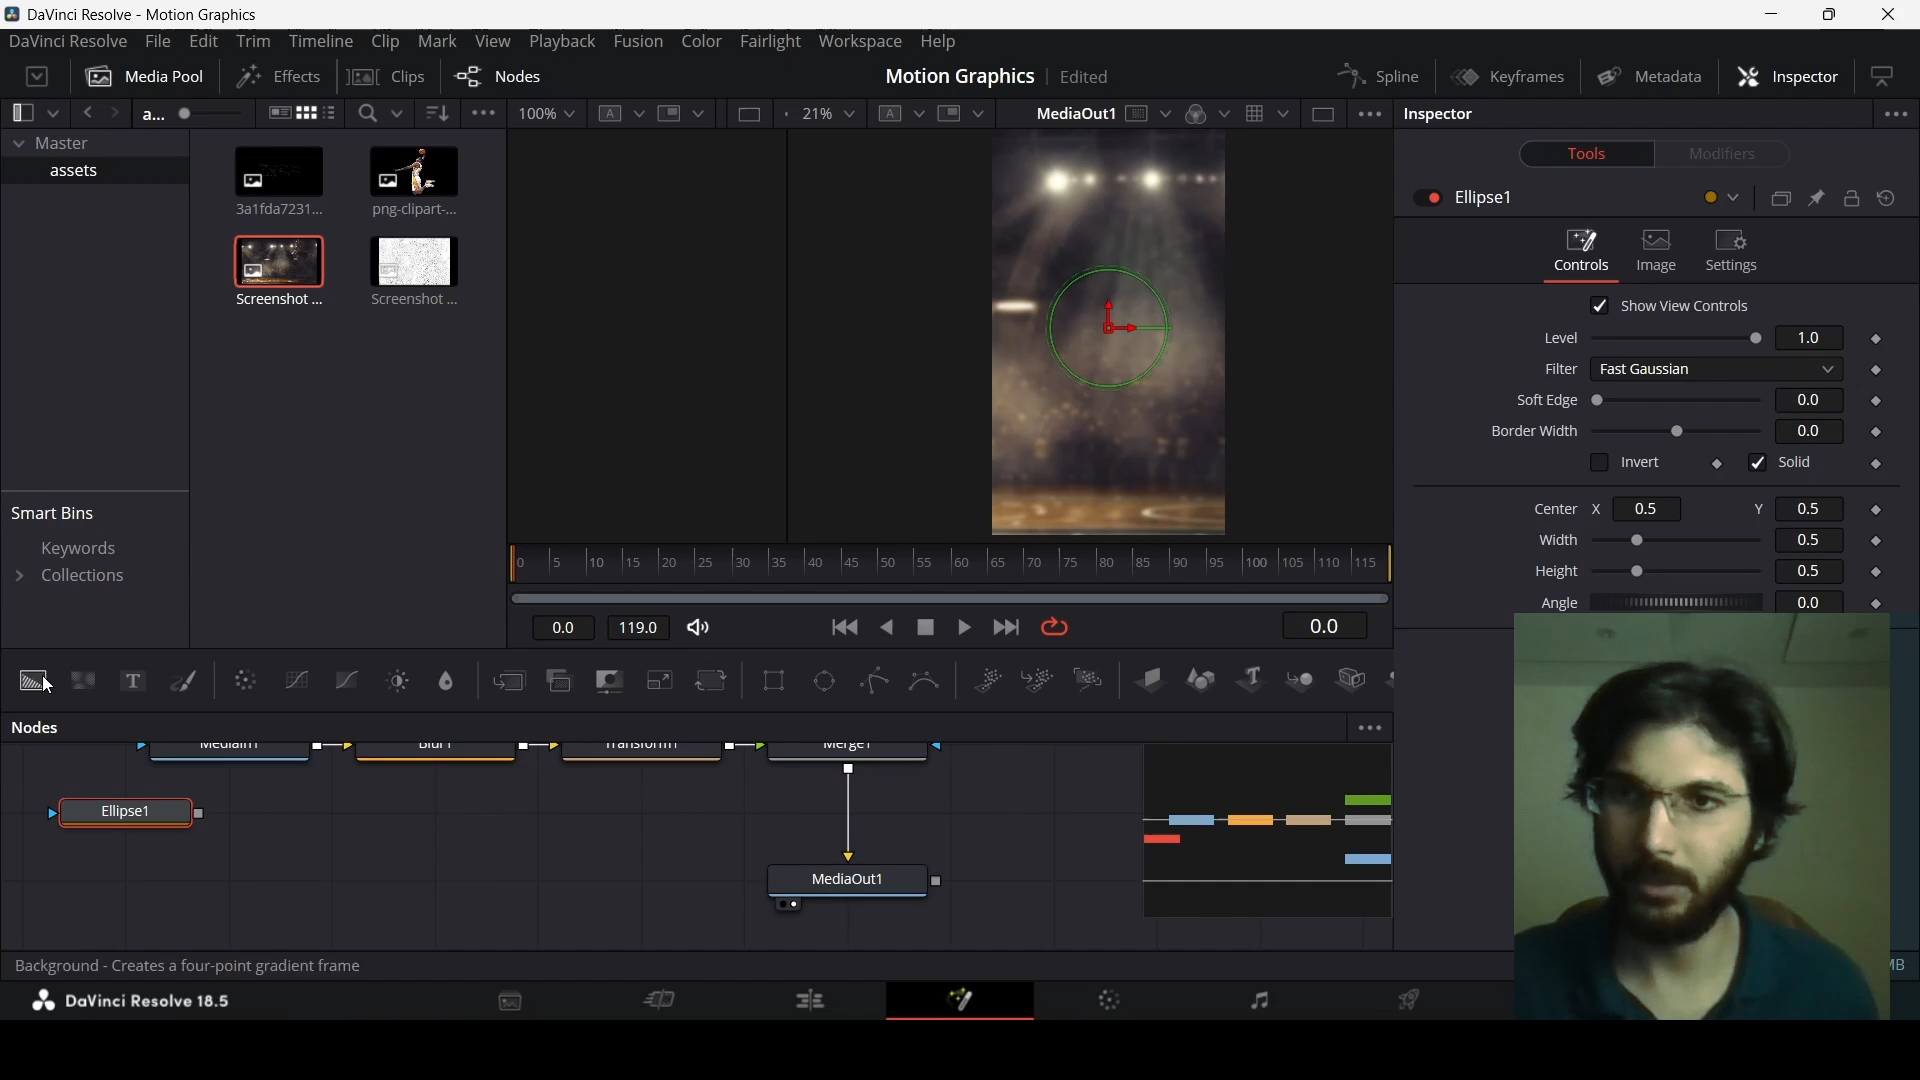 DaVinci Resolve - Motion Graphics
DaVinci Resolve File Edit Trim Timeline Clip Mark View Playback Fusion Color Fairlight Workspace Help
Media Pool Effects Clips Nodes Motion Graphics Edited Spline Keyframes Metadata Inspector
a... 100% A 21% A MediaOut1 Inspector
Master
assets
3a1fda7231... png-clipart-...
Screenshot ... Screenshot ...
Smart Bins
Keywords
Collections
Tools Modifiers
Ellipse1
Controls Image Settings
Show View Controls
Level 1.0
Filter Fast Gaussian
Soft Edge 0.0
Border Width 0.0
Invert Solid
Center X 0.5 Y 0.5
Width 0.5
Height 0.5
Angle 0.0
0 5 10 15 20 25 30 35 40 45 50 55 60 65 70 75 80 85 90 95 100 105 110 115
0.0 119.0 0.0
T T
Nodes
MediaIn1 Blur1 Transform1 Merge1
Ellipse1
MediaOut1
Background - Creates a four-point gradient frame
MB
DaVinci Resolve 18.5